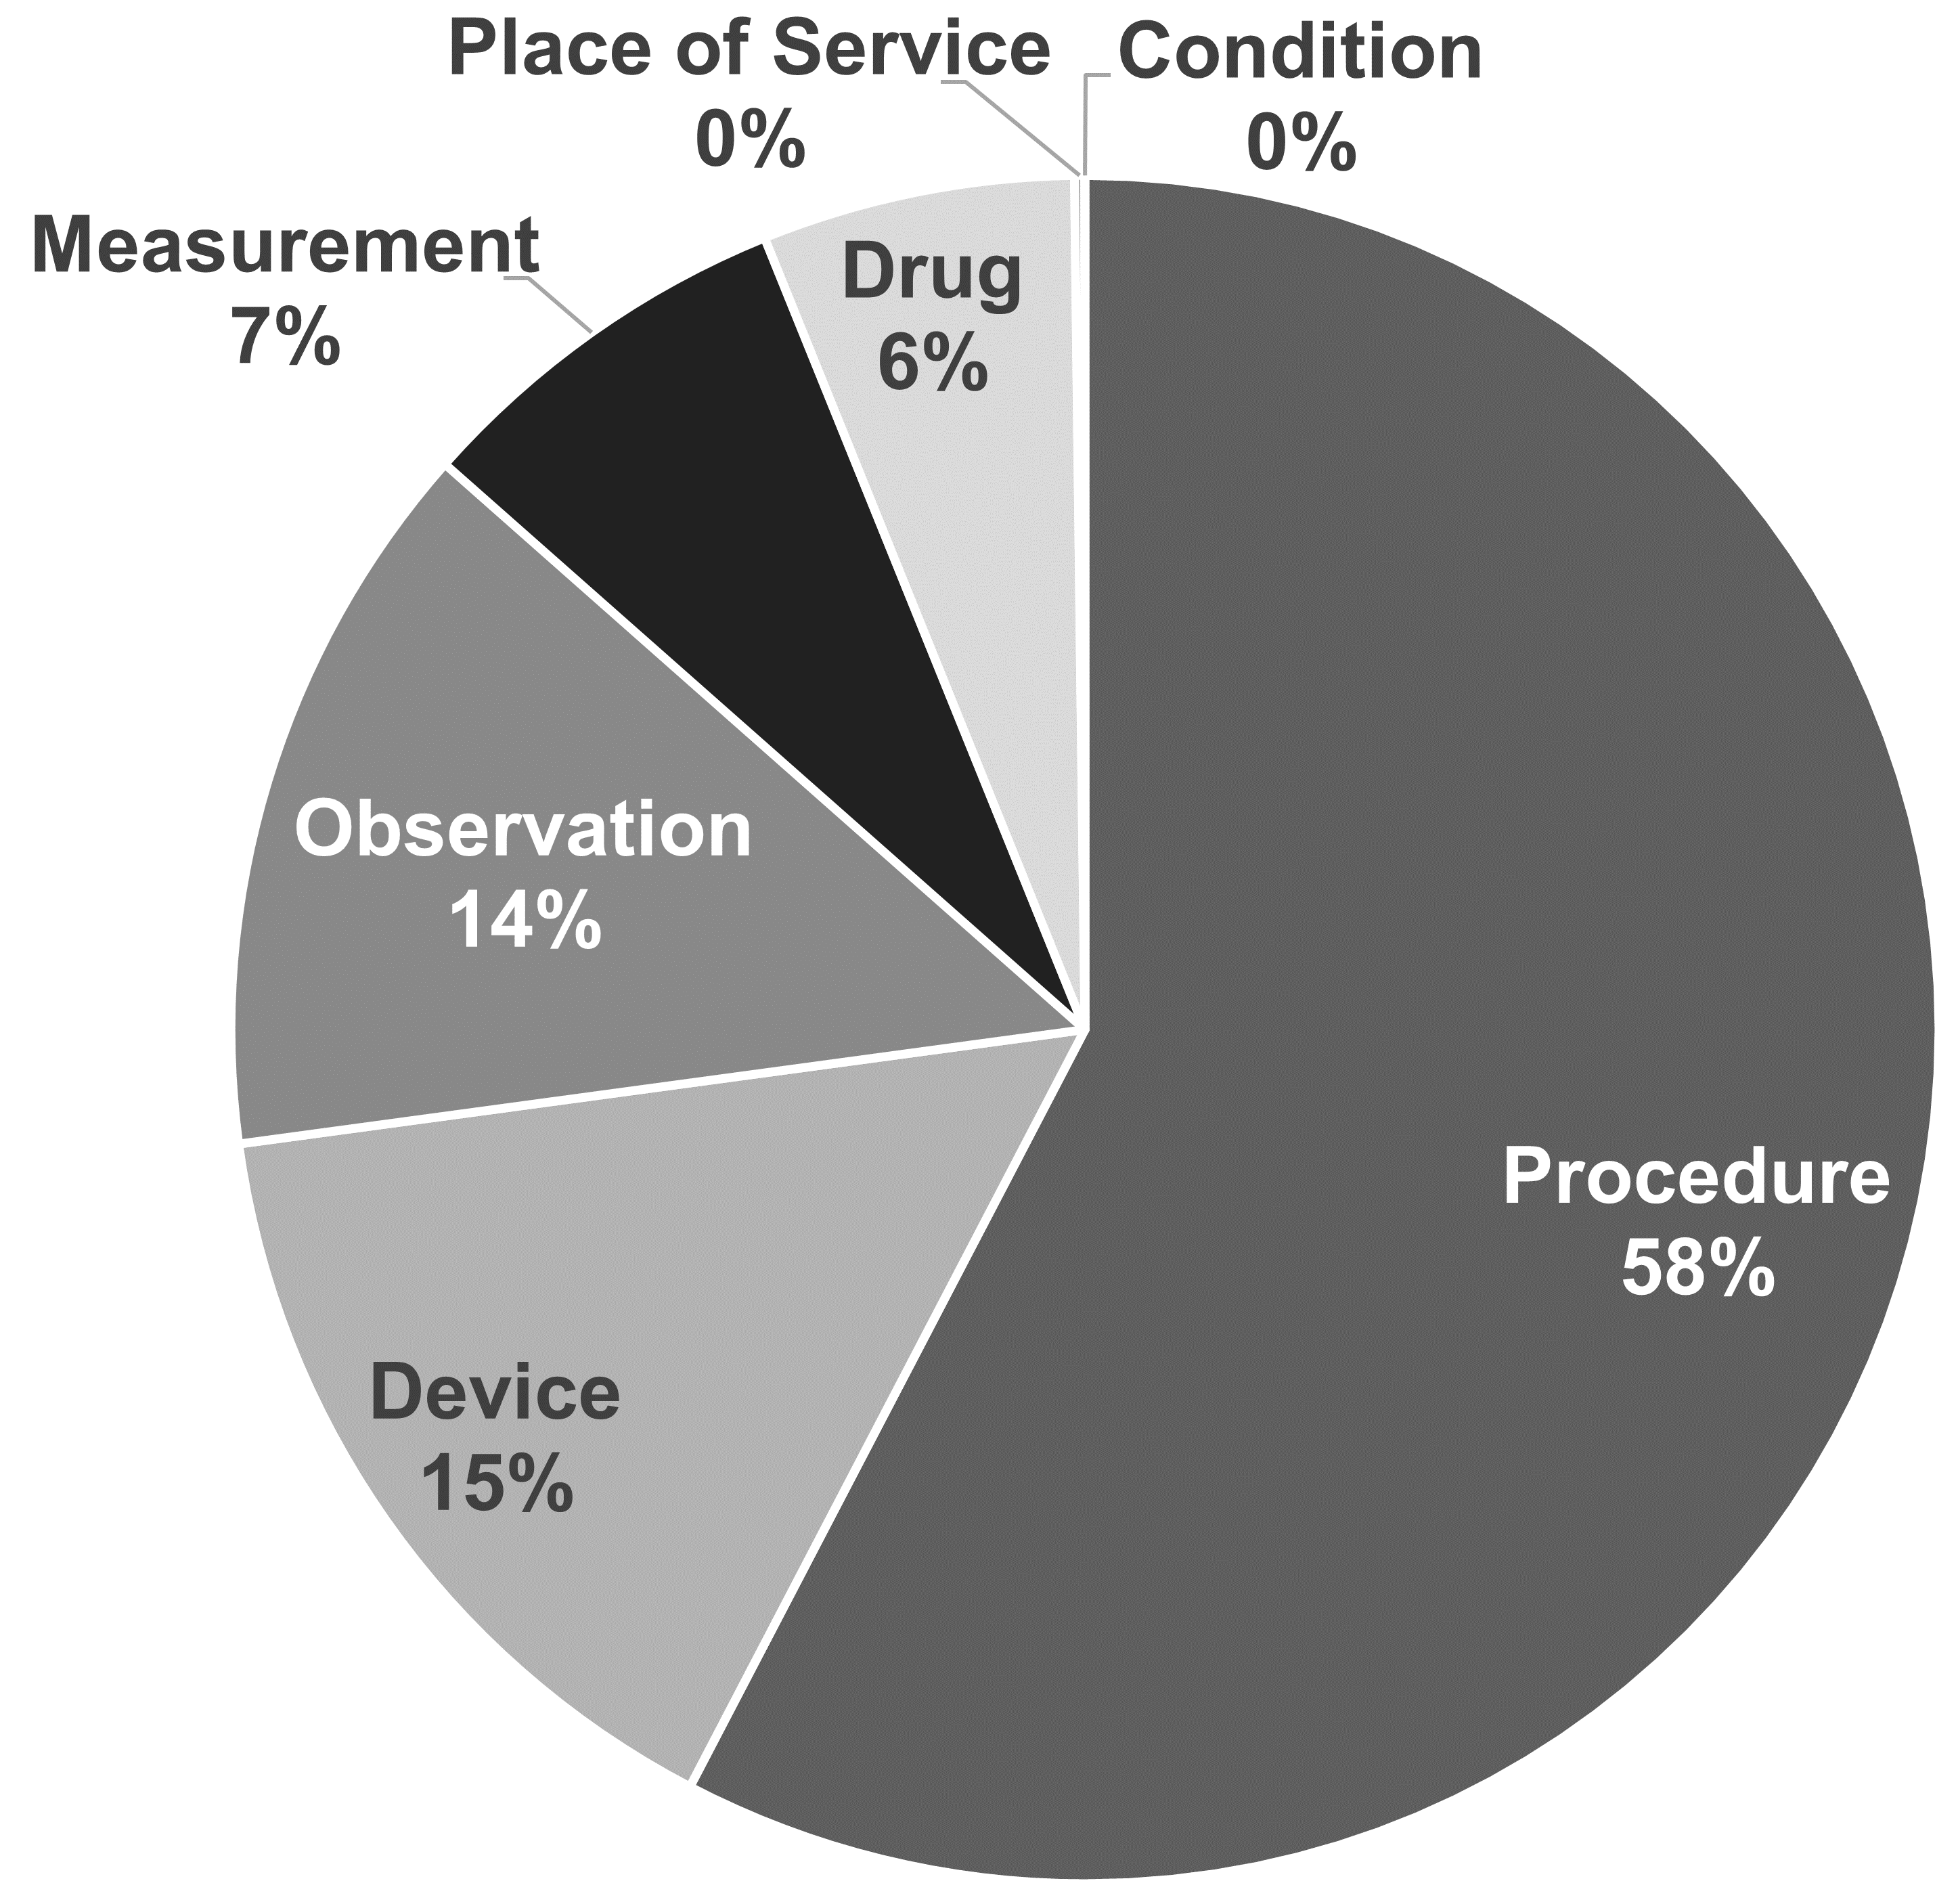 Place of Service
0%
Condition
0%
Measurement
7%
Drug
6%
Observation
14%
Procedure
58%
Device
15%